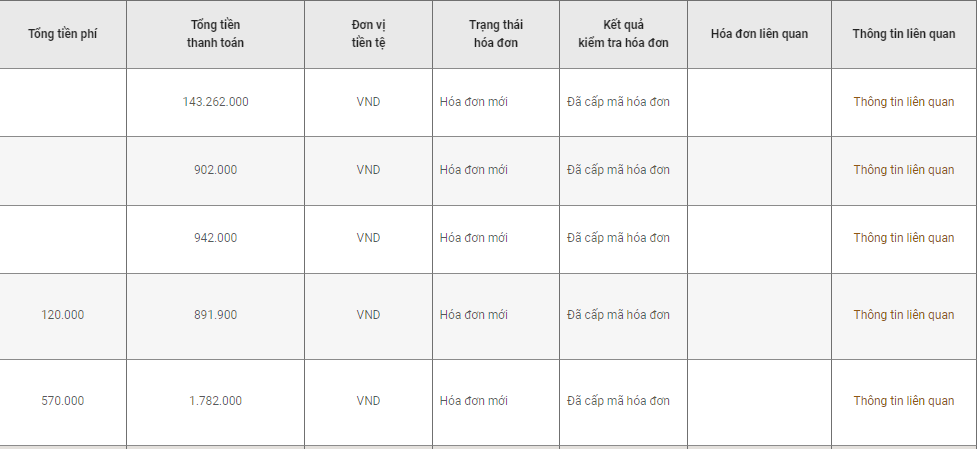 Tổng tiền phí
Tổng tiền
thanh toán
Đơn vị
tiền tệ
Trạng thái
hóa đơn
Kết quả
kiểm tra hóa đơn
Hóa đơn liên quan
Thông tin liên quan
143.262.000
VND
Hóa đơn mới
Đã cấp mã hóa đơn
Thông tin liên quan
902.000
VND
Hóa đơn mới
Đã cấp mã hóa đơn
Thông tin liên quan
942.000
VND
Hóa đơn mới
Đã cấp mã hóa đơn
Thông tin liên quan
120.000
891.900
VND
Hóa đơn mới
Đã cấp mã hóa đơn
Thông tin liên quan
570.000
1.782.000
VND
Hóa đơn mới
Đã cấp mã hóa đơn
Thông tin liên quan